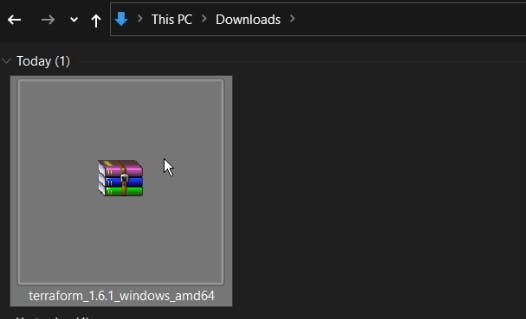 This PC > Downloads >
Today (1)
terraform_1.6.1_windows_amd64